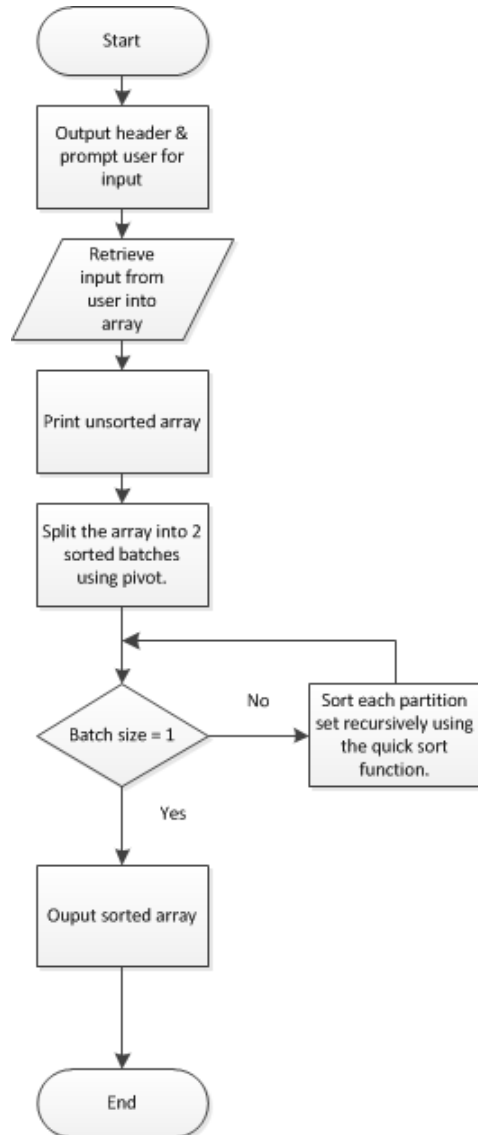 Start
Output header &
prompt user for
input
Retrieve
input from
user into
array
Print unsorted array
Split the array into 2
sorted batches
using pivot.
Batch size = 1
No
Sort each partition
set recursively using
the quick sort
function.
Yes
Ouput sorted array
End